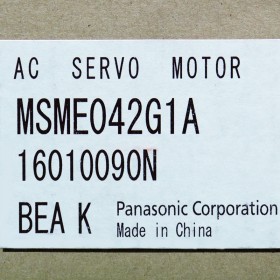 AC SERVO MOTOR
MSME042G1A
16010090N
BEA K Panasonic Corporation
Made in China